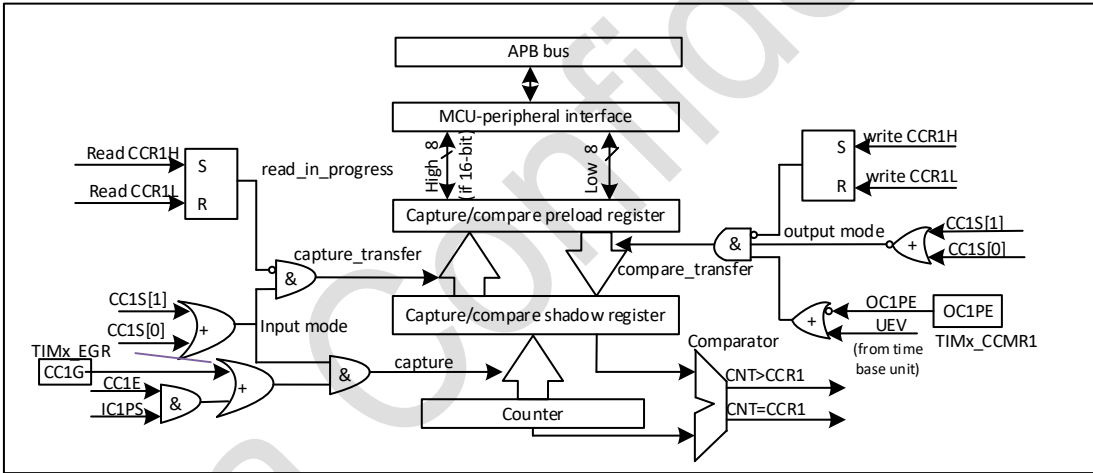 APB bus
MCU-peripheral interface
High 8
(if 16-bit)
Low 8
Read CCR1H
Read CCR1L
S
R
read_in_progress
S
R
write CCR1H
write CCR1L
Capture/compare preload register
&
capture_transfer
&
output mode
compare_transfer
+
CC1S[1]
CC1S[0]
CC1S[1]
CC1S[0]
+
Input mode
Capture/compare shadow register
+
OC1PE
UEV
(from time
base unit)
OC1PE
TIMx_CCMR1
TIMx_EGR
CC1G
CC1E
IC1PS
&
+
&
capture
Counter
Comparator
CNT>CCR1
CNT=CCR1